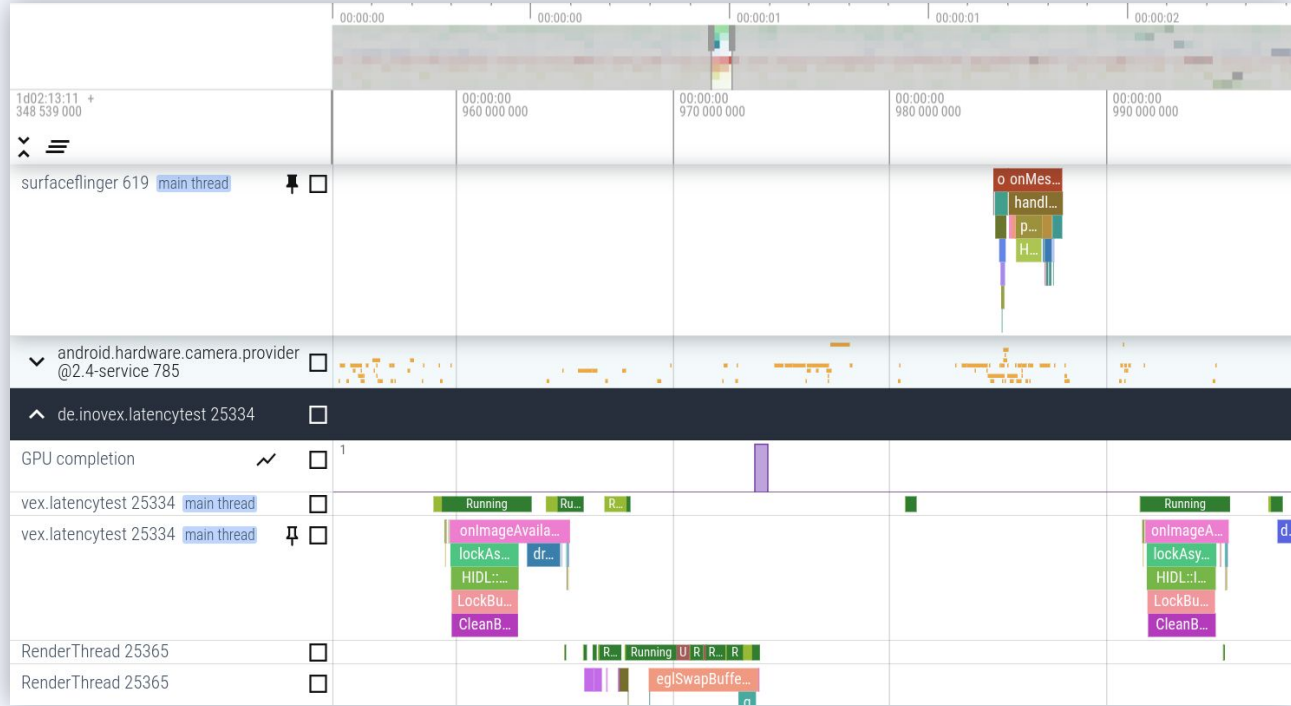 00:00:00 00:00:00 00:00:01 00:00:01 00:00:02
1d02:13:11 + 00:00:00 00:00:00 00:00:00 00:00:00
348 539 000 960 000 000 970 000 000 980 000 000 990 000 000
surfaceflinger 619 main thread
o onMes...
handl...
p...
H...
android.hardware.camera.provider
@2.4-service 785
de.inovex.latencytest 25334
GPU completion 1
vex.latencytest 25334 main thread Running Ru... R... Running
vex.latencytest 25334 main thread onImageAvaila... onImageA... d.
lockAs... dr... lockAsy...
HIDL::... HIDL::I...
LockBu... LockBu...
CleanB... CleanB...
RenderThread 25365 R... Running U R R... R
RenderThread 25365 eglSwapBuffe...